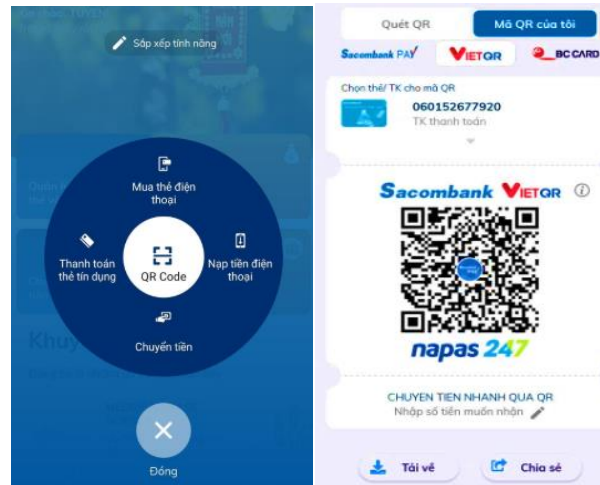 Sắp xếp tính năng
Mua thẻ điện
thoại
Thanh toán
thẻ tín dụng
QR Code
Nạp tiền điện
thoại
Chuyển tiền
Khuy
Đóng
Quét QR
Mã QR của tôi
Sacombank PAY
VIETQR
BC CARD
Chọn thẻ/ TK cho mã QR
060152677920
TK thanh toán
Sacombank VIETQR
napas 247
CHUYEN TIEN NHANH QUA QR
Nhập số tiền muốn nhận
Tải về
Chia sẻ